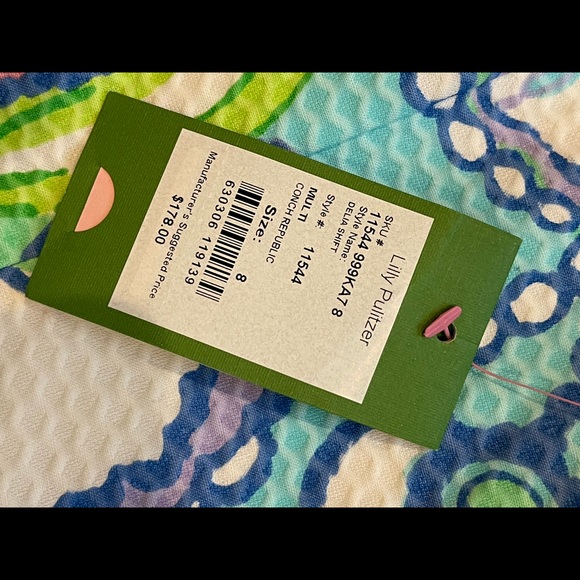 Lilly Pulitzer
SKU #
11544 999KA7 8
Style Name:
DELIA SHIFT
Style #: 11544
MULTI
CONCH REPUBLIC
Size: 8
630306 119139
Manufacturer's Suggested Price
$178.00